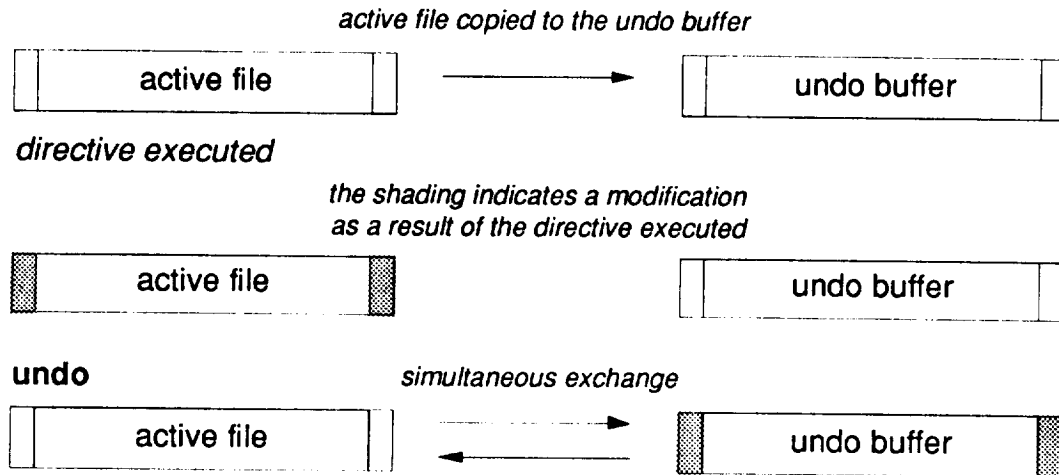 active file copied to the undo buffer
active file
undo buffer
directive executed
the shading indicates a modification
as a result of the directive executed
active file
undo buffer
undo
simultaneous exchange
active file
undo buffer